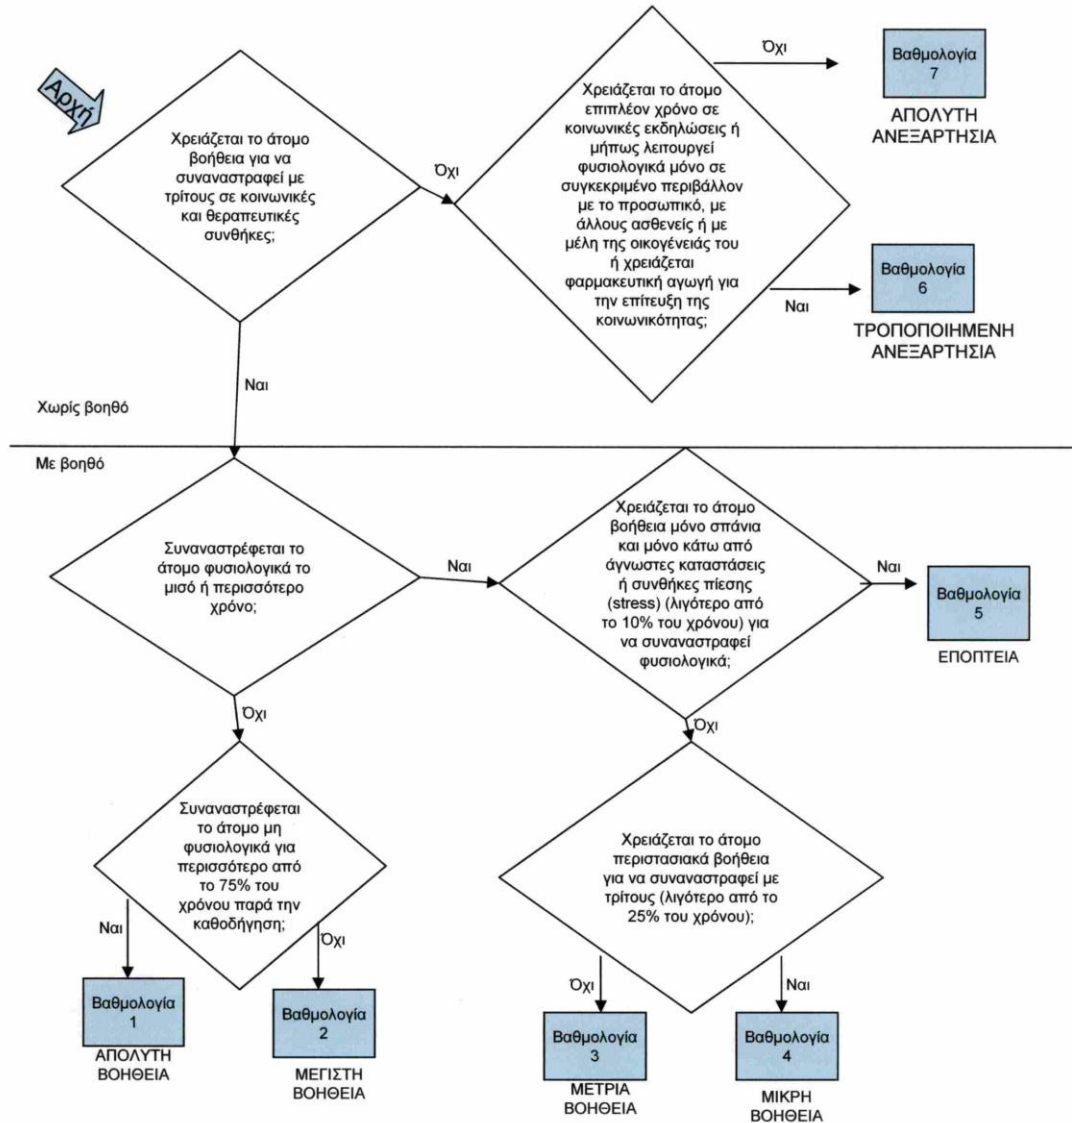 Αρχή
Χρειάζεται το άτομο
βοήθεια για να
συναναστραφεί με
τρίτους σε κοινωνικές
και θεραπευτικές
συνθήκες;
Όχι
Χρειάζεται το άτομο
επιπλέον χρόνο σε
κοινωνικές εκδηλώσεις ή
μήπως λειτουργεί
φυσιολογικά μόνο σε
συγκεκριμένο περιβάλλον
με το προσωπικό, με
άλλους ασθενείς ή με
μέλη της οικογένειάς του
ή χρειάζεται
φαρμακευτική αγωγή για
την επίτευξη της
κοινωνικότητας;
Όχι
Βαθμολογία
7
ΑΠΟΛΥΤΗ
ΑΝΕΞΑΡΤΗΣΙΑ
Ναι
Βαθμολογία
6
ΤΡΟΠΟΠΟΙΗΜΕΝΗ
ΑΝΕΞΑΡΤΗΣΙΑ
Ναι
Χωρίς βοηθό
Με βοηθό
Συναναστρέφεται το
άτομο φυσιολογικά το
μισό ή περισσότερο
χρόνο;
Ναι
Χρειάζεται το άτομο
βοήθεια μόνο σπάνια
και μόνο κάτω από
άγνωστες καταστάσεις
ή συνθήκες πίεσης
(stress) (λιγότερο από
το 10% του χρόνου) για
να συναναστραφεί
φυσιολογικά;
Ναι
Βαθμολογία
5
ΕΠΟΠΤΕΙΑ
Όχι
Όχι
Συναναστρέφεται
το άτομο μη
φυσιολογικά για
περισσότερο από
το 75% του
χρόνου παρά την
καθοδήγηση;
Χρειάζεται το άτομο
περιστασιακά βοήθεια
για να συναναστραφεί με
τρίτους (λιγότερο από το
25% του χρόνου);
Ναι
Βαθμολογία
1
ΑΠΟΛΥΤΗ
ΒΟΗΘΕΙΑ
Όχι
Βαθμολογία
2
ΜΕΓΙΣΤΗ
ΒΟΗΘΕΙΑ
Όχι
Βαθμολογία
3
ΜΕΤΡΙΑ
ΒΟΗΘΕΙΑ
Ναι
Βαθμολογία
4
ΜΙΚΡΗ
ΒΟΗΘΕΙΑ